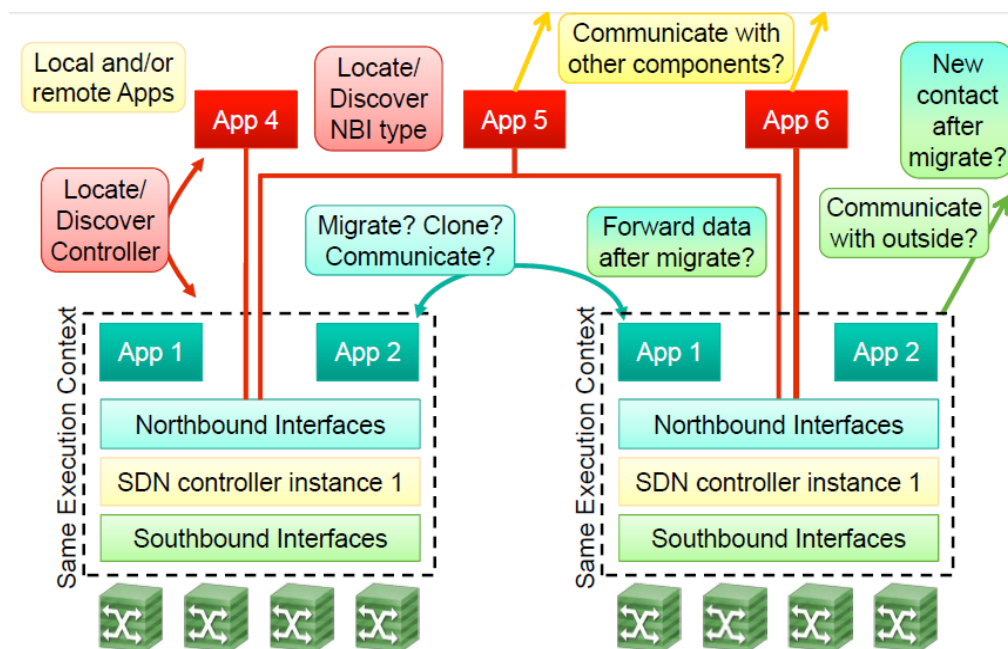 Local and/or
remote Apps
Locate/
Discover
NBI type
Communicate with
other components?
New
contact
after
migrate?
App 4
App 5
App 6
Locate/
Discover
Controller
Migrate? Clone?
Communicate?
Forward data
after migrate?
Communicate
with outside?
Same Execution Context
App 1
App 2
Northbound Interfaces
SDN controller instance 1
Southbound Interfaces
Same Execution Context
App 1
App 2
Northbound Interfaces
SDN controller instance 1
Southbound Interfaces